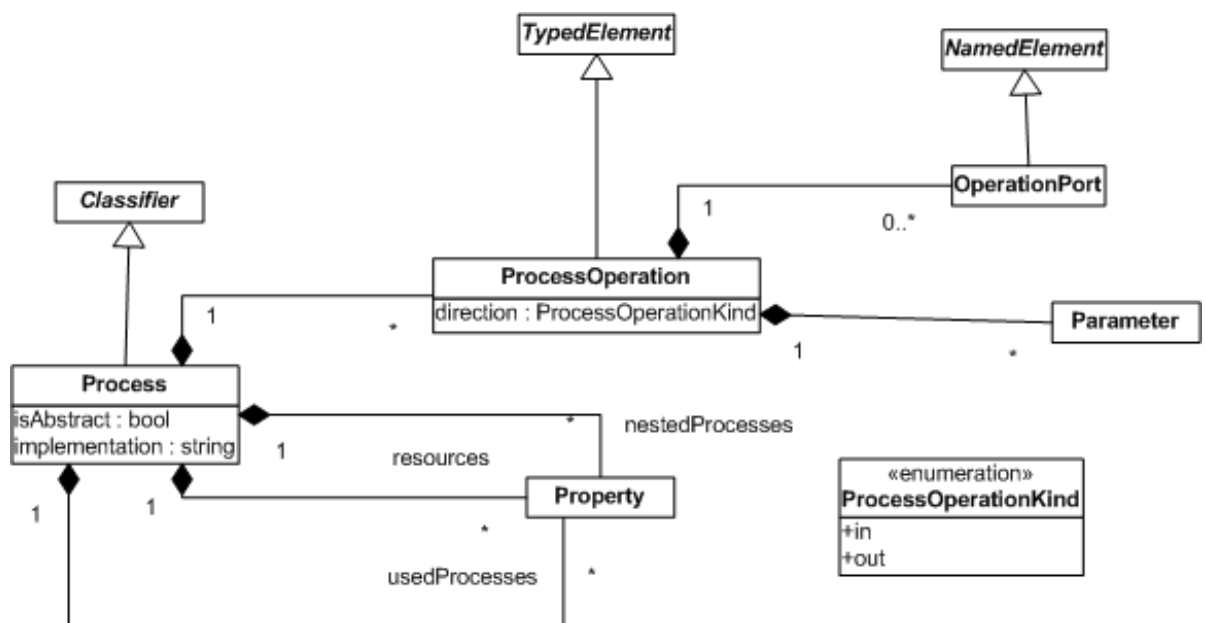 TypedElement
NamedElement
Classifier
OperationPort
1
0..*
ProcessOperation
direction : ProcessOperationKind
1
*
1
*
Parameter
Process
isAbstract : bool
implementation : string
*
nestedProcesses
1
resources
1
1
*
Property
«enumeration»
ProcessOperationKind
+in
+out
usedProcesses
*